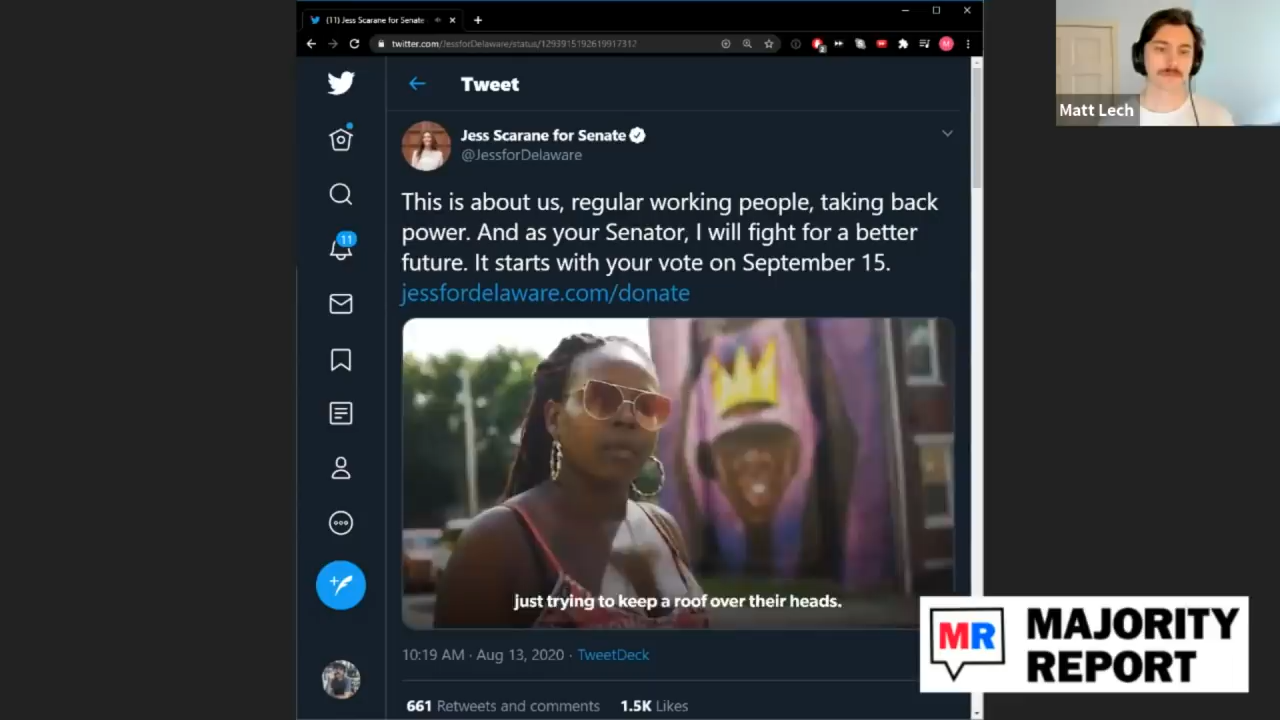 (11) Jess Scarane for Senate
twitter.com/JessforDelaware/status/1293915192619917312
Matt Lech
Tweet
Jess Scarane for Senate
@JessforDelaware
This is about us, regular working people, taking back
power. And as your Senator, I will fight for a better
future. It starts with your vote on September 15.
jessfordelaware.com/donate
11
just trying to keep a roof over their heads.
10:19 AM · Aug 13, 2020 · TweetDeck
661 Retweets and comments 1.5K Likes
MR
MAJORITY
REPORT